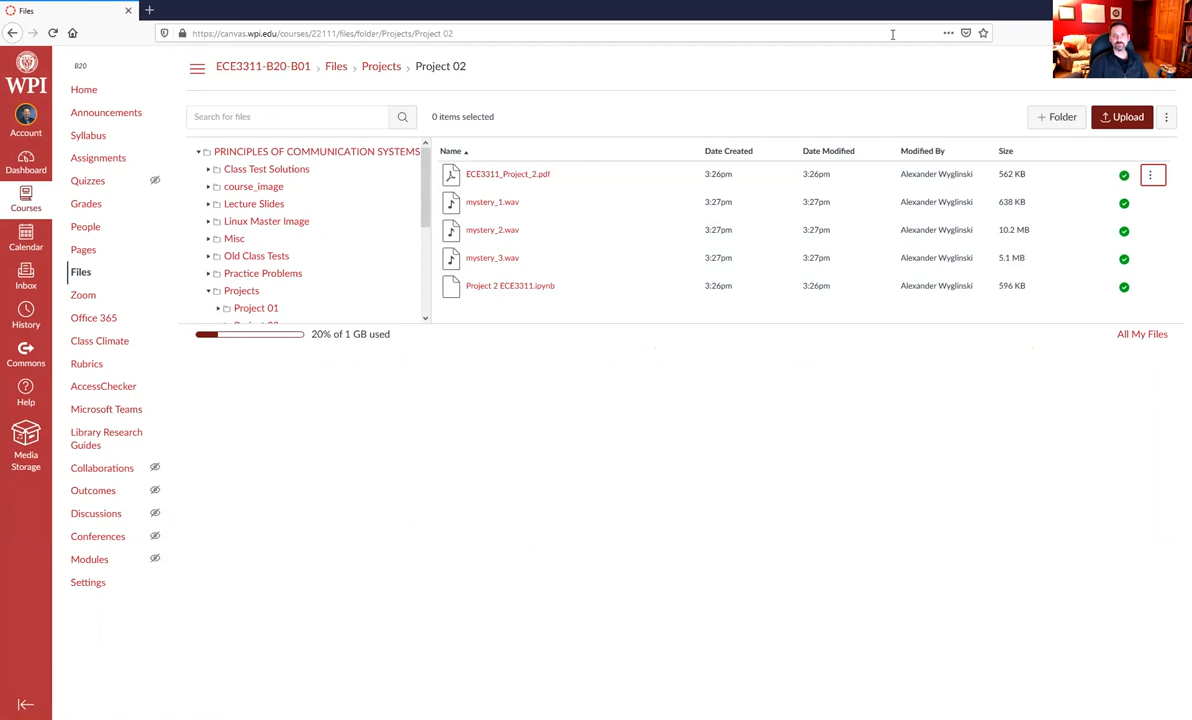 Files
https://canvas.wpi.edu/courses/22111/files/folder/Projects/Project 02
WPI
Account
Dashboard
Courses
Calendar
Inbox
History
Commons
Help
Media
Storage
B20
Home
Announcements
Syllabus
Assignments
Quizzes
Grades
People
Pages
Files
Zoom
Office 365
Class Climate
Rubrics
AccessChecker
Microsoft Teams
Library Research
Guides
Collaborations
Outcomes
Discussions
Conferences
Modules
Settings
ECE3311-B20-B01 › Files › Projects › Project 02
Search for files
0 items selected
+ Folder
Upload
PRINCIPLES OF COMMUNICATION SYSTEMS
Class Test Solutions
course_image
Lecture Slides
Linux Master Image
Misc
Old Class Tests
Practice Problems
Projects
Project 01
Name Date Created Date Modified Modified By Size
ECE3311_Project_2.pdf 3:26pm 3:26pm Alexander Wyglinski 562 KB
mystery_1.wav 3:27pm 3:27pm Alexander Wyglinski 638 KB
mystery_2.wav 3:27pm 3:27pm Alexander Wyglinski 10.2 MB
mystery_3.wav 3:27pm 3:27pm Alexander Wyglinski 5.1 MB
Project 2 ECE3311.ipynb 3:26pm 3:26pm Alexander Wyglinski 596 KB
20% of 1 GB used
All My Files